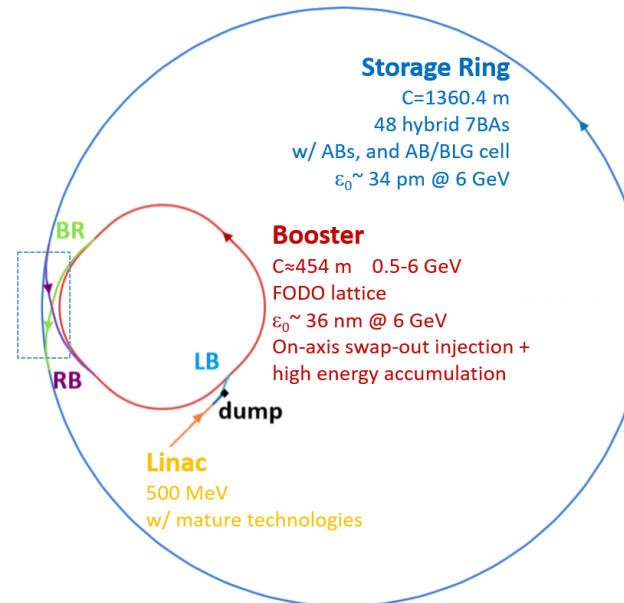 Storage Ring
C=1360.4 m
48 hybrid 7BAs
w/ ABs, and AB/BLG cell
ε₀~ 34 pm @ 6 GeV
BR
Booster
C≈454 m 0.5-6 GeV
FODO lattice
ε₀~ 36 nm @ 6 GeV
On-axis swap-out injection +
high energy accumulation
LB
RB
dump
Linac
500 MeV
w/ mature technologies